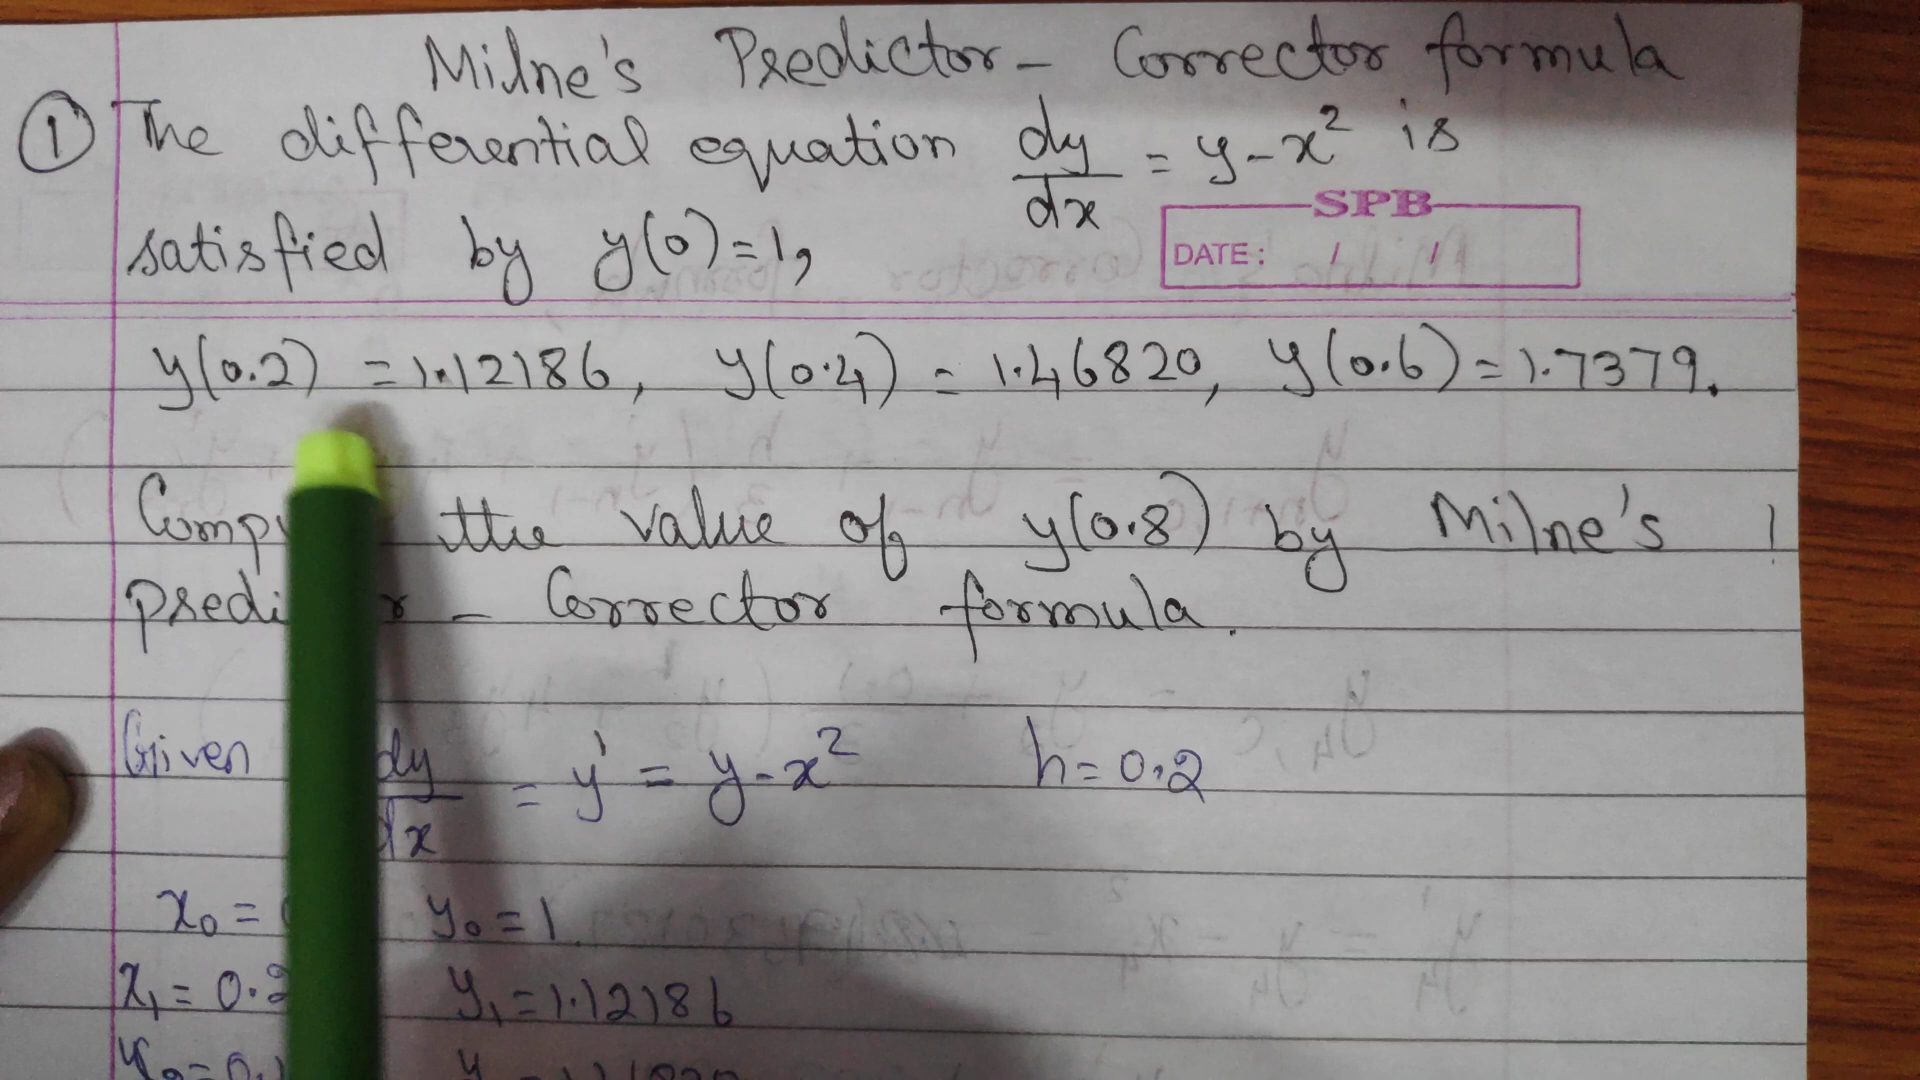 Milne's Predictor - Corrector formula
① The differential equation dy/dx = y - x² is
SPB
satisfied by y(0)=1,
DATE: / /
y(0.2) = 1.12186, y(0.4) = 1.46820, y(0.6) = 1.7379.
the value of y(0.8) by Milne's
- Corrector formula.
Given dy/dx = y' = y - x² h = 0.2
x₀ = y₀ = 1
x₁ = 0.2 y₁ = 1.12186